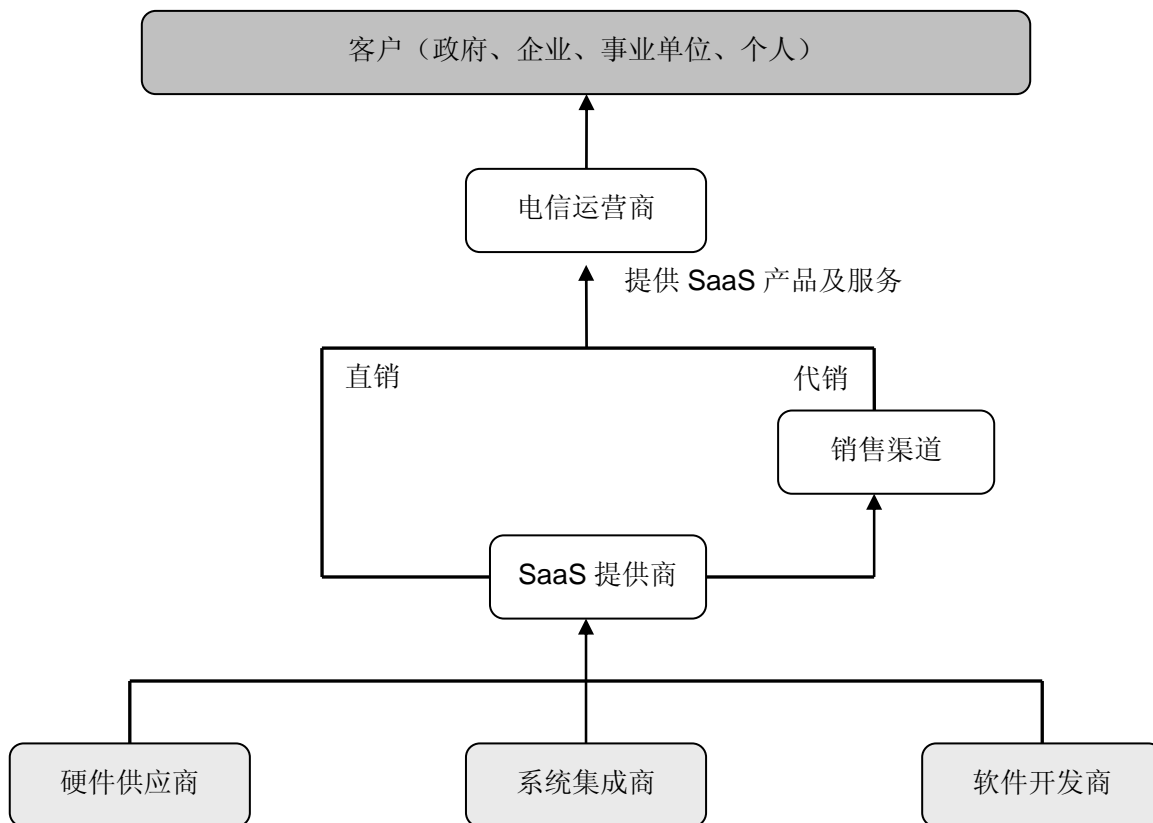 客户（政府、企业、事业单位、个人）
电信运营商
提供 SaaS 产品及服务
直销
代销
销售渠道
SaaS 提供商
硬件供应商
系统集成商
软件开发商